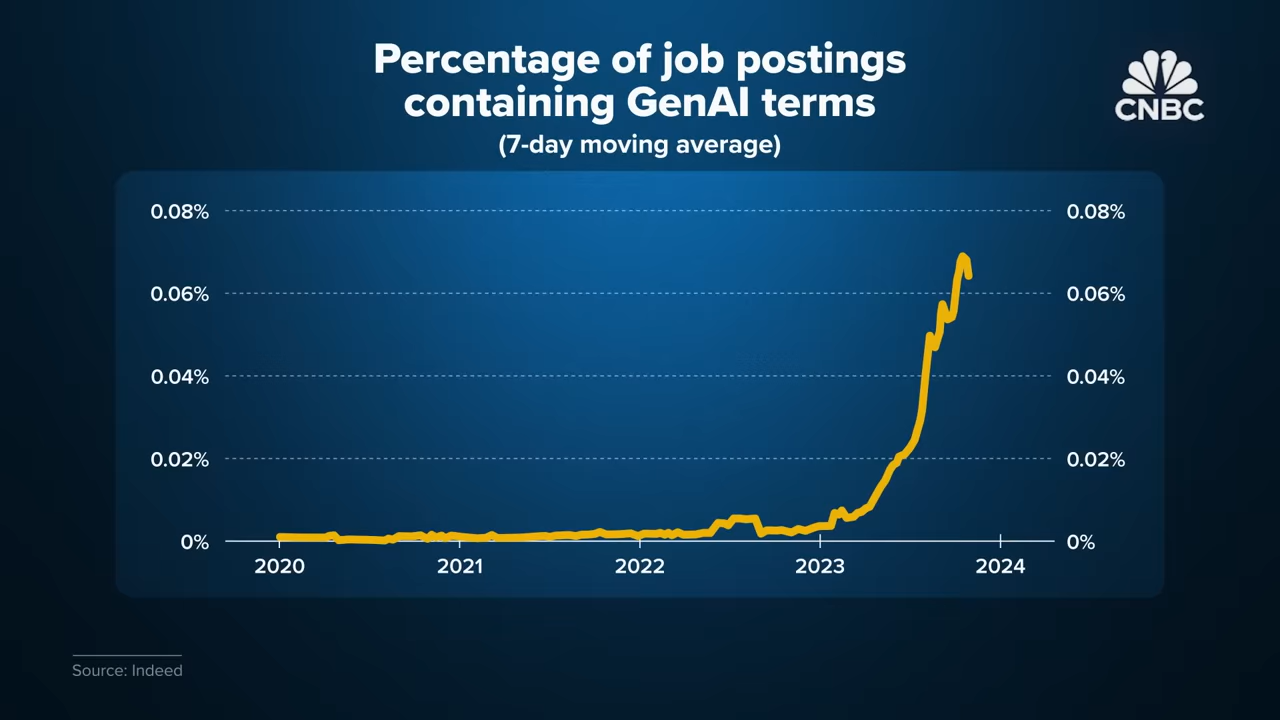 Percentage of job postings
containing GenAI terms
(7-day moving average)
CNBC
0.08% 0.08%
0.06% 0.06%
0.04% 0.04%
0.02% 0.02%
0% 0%
2020 2021 2022 2023 2024
Source: Indeed